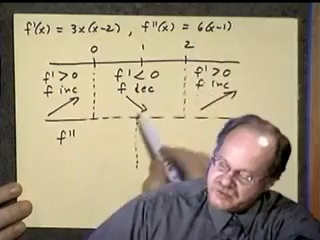 f'(x) = 3x(x-2), f''(x) = 6(x-1)
0 1 2
f' > 0 f' < 0 f' > 0
f inc f dec f inc
f''